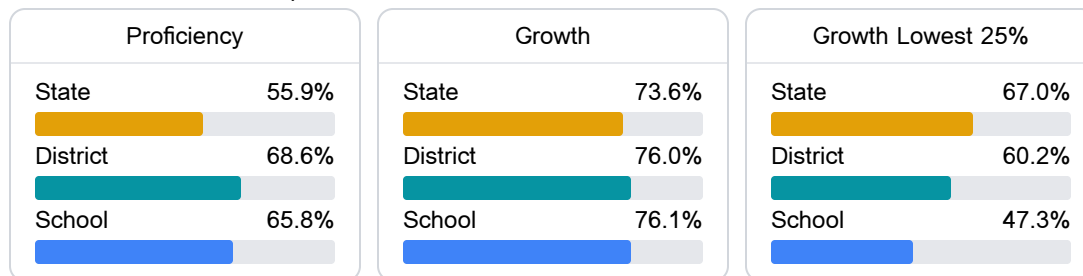 Proficiency
State 55.9%
District 68.6%
School 65.8%
Growth
State 73.6%
District 76.0%
School 76.1%
Growth Lowest 25%
State 67.0%
District 60.2%
School 47.3%